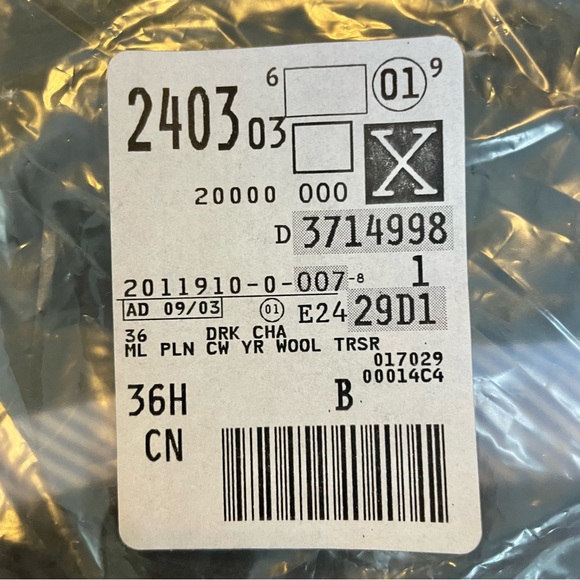 6 01 9
2403 03
X
20000 000
D 3714998
2011910-0-007-8 1
AD 09/03 01 E24 29D1
36 DRK CHA
ML PLN CW YR WOOL TRSR
017029
00014C4
36H B
CN